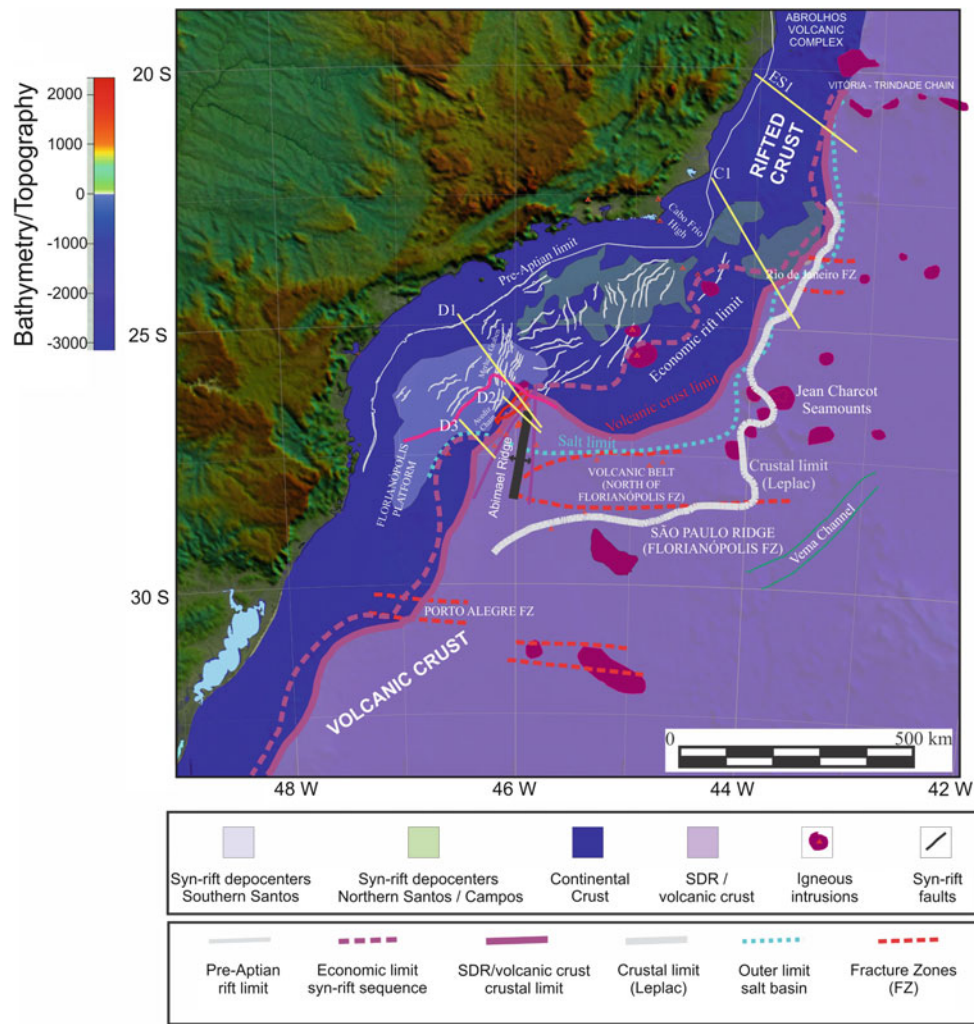 ABROLHOS
VOLCANIC
COMPLEX
20 S
VITORIA - TRINDADE CHAIN
ES1
RIFTED
CRUST
C1
Cabo Frio
High
Pre-Aptian limit
Rio de Janeiro FZ
25 S
D1
Economic rift limit
Volcanic crust limit
Jean Charcot
Seamounts
D2
D3
Salt limit
FLORIANÓPOLIS
PLATFORM
Abimael Ridge
VOLCANIC BELT
(NORTH OF
FLORIANÓPOLIS FZ)
Crustal limit
(Leplac)
SÃO PAULO RIDGE
(FLORIANÓPOLIS FZ)
Vema Channel
30 S
PORTO ALEGRE FZ
VOLCANIC CRUST
0 500 km
48 W 46 W 44 W 42 W
Bathymetry/Topography
2000
1000
0
-1000
-2000
-3000
Syn-rift depocenters
Southern Santos
Syn-rift depocenters
Northern Santos / Campos
Continental
Crust
SDR /
volcanic crust
Igneous
intrusions
Syn-rift
faults
Pre-Aptian
rift limit
Economic limit
syn-rift sequence
SDR/volcanic crust
crustal limit
Crustal limit
(Leplac)
Outer limit
salt basin
Fracture Zones
(FZ)